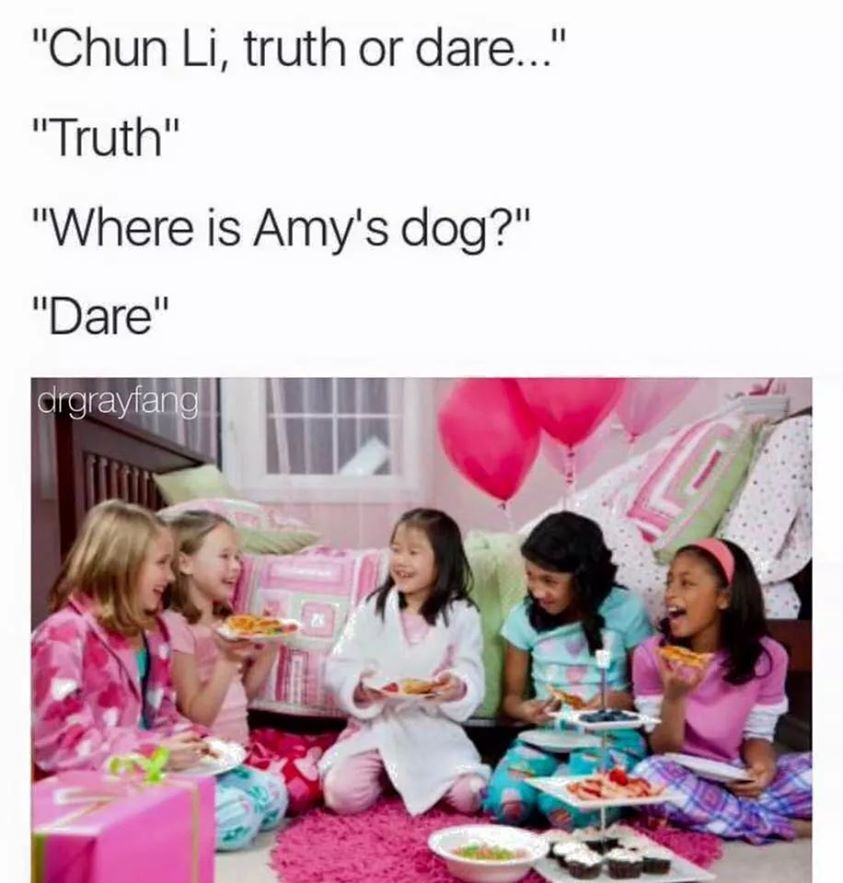 "Chun Li, truth or dare..."
"Truth"
"Where is Amy's dog?"
"Dare"
drgrayfang